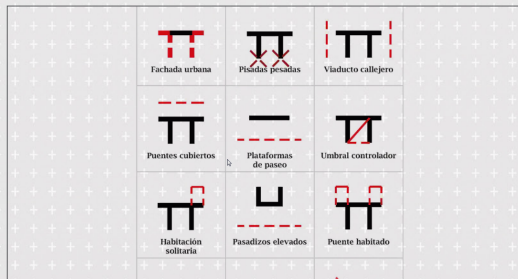 Fachada urbana
Pisadas pesadas
Viaducto callejero
Puentes cubiertos
Plataformas
de paseo
Umbral controlador
Habitación
solitaria
Pasadizos elevados
Puente habitado